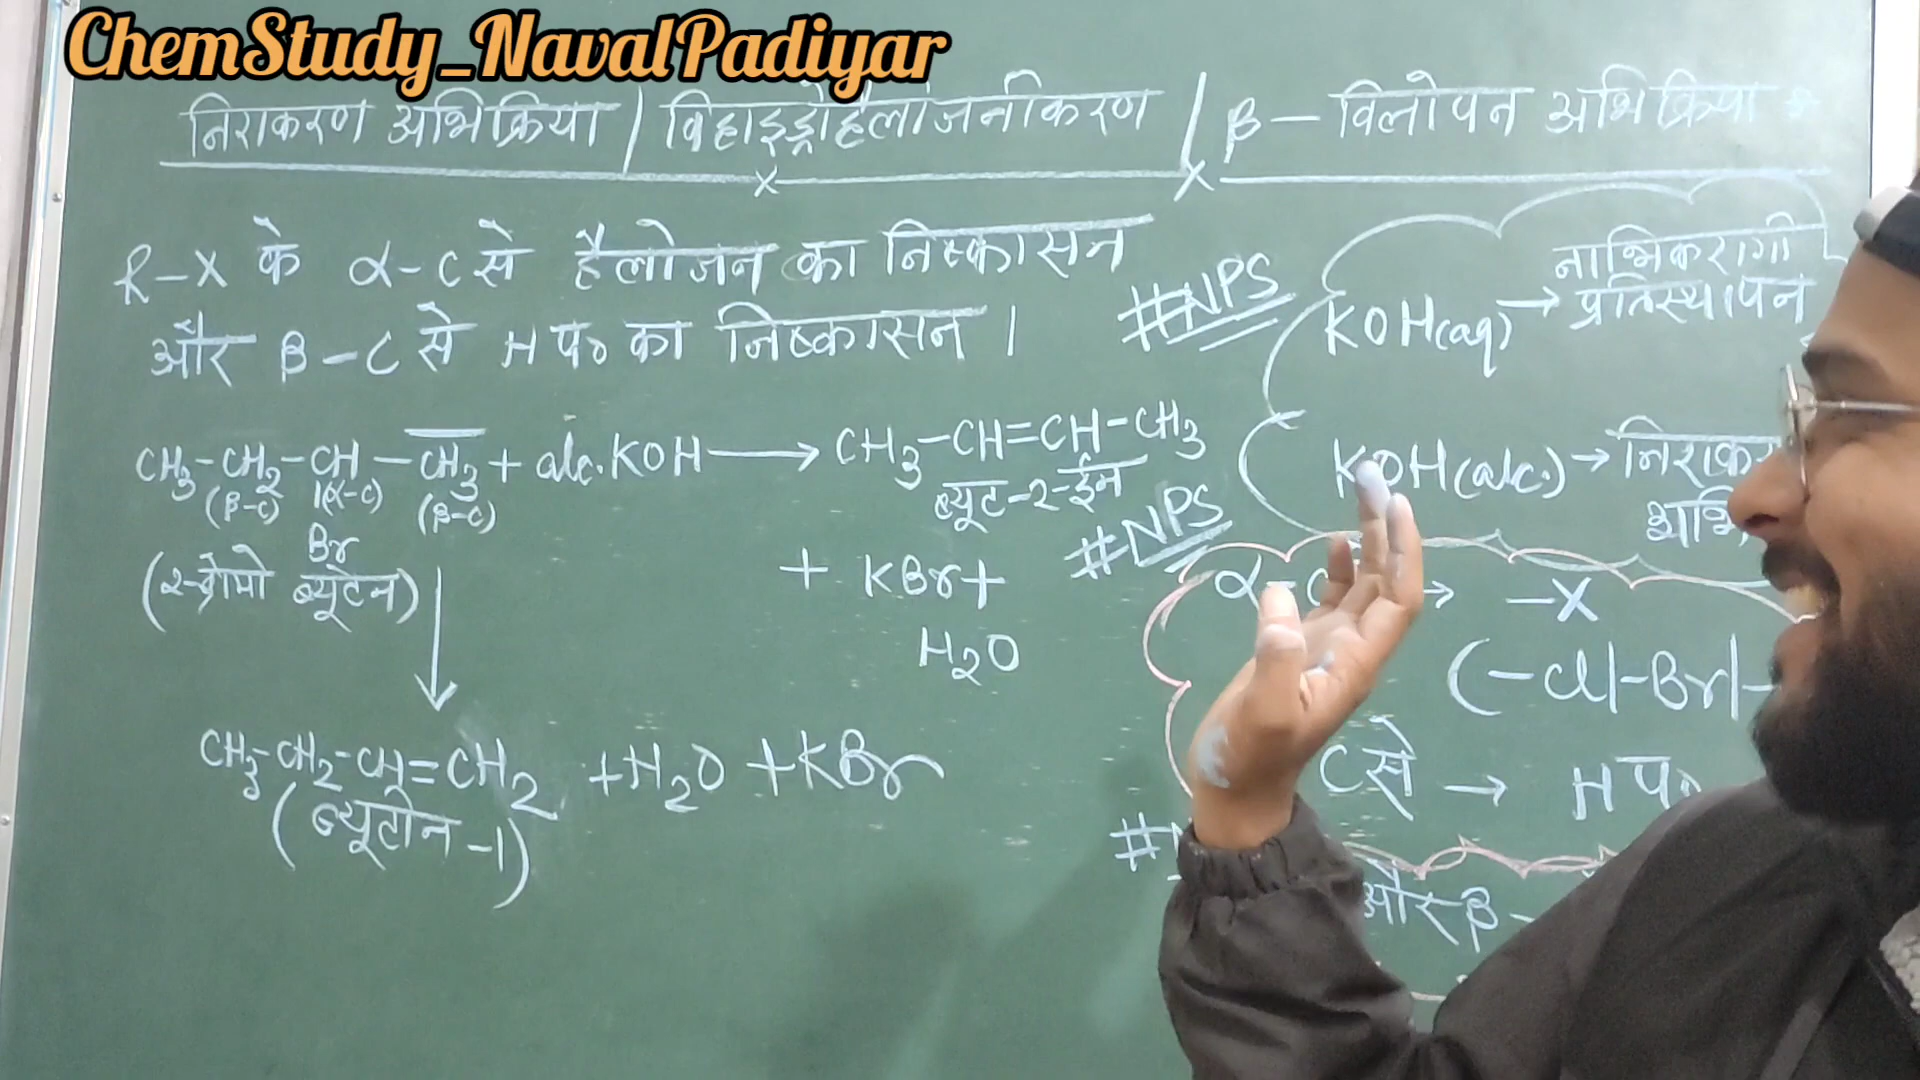 ChemStudy_NavalPadiyar
निराकरण अभिक्रिया / विहाइड्रोहैलोजनीकरण / β – विलोपन अभिक्रिया
R–X के α–C से हैलोजन का निष्कासन
और β–C से H प० का निष्कासन ।
CH3–CH2–CH–CH3 + alc. KOH ⟶ CH3–CH=CH–CH3
(β-C) (α-C) (β-C)
ब्यूट-2-ईन
Br
(2-ब्रोमो ब्यूटेन)
+ KBr +
H2O
↓
CH3–CH2–CH=CH2 + H2O + KBr
(ब्यूटीन -1)
#NPS
KOH(aq) → नाभिकरागी
प्रतिस्थापन
KOH(alc.) →
#NPS
→ –X
(–Cl|–Br|–
C से → H प०
और β –